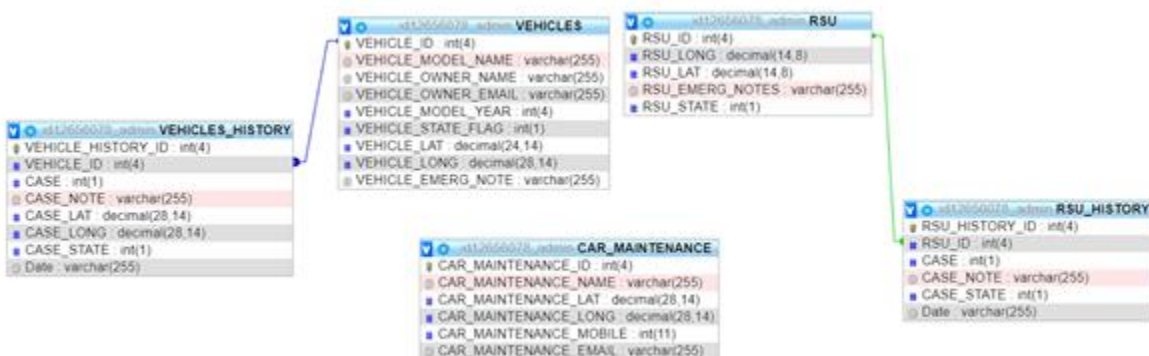 id12656078_admin VEHICLES
VEHICLE_ID : int(4)
VEHICLE_MODEL_NAME : varchar(255)
VEHICLE_OWNER_NAME : varchar(255)
VEHICLE_OWNER_EMAIL : varchar(255)
VEHICLE_MODEL_YEAR : int(4)
VEHICLE_STATE_FLAG : int(1)
VEHICLE_LAT : decimal(24,14)
VEHICLE_LONG : decimal(28,14)
VEHICLE_EMERG_NOTE : varchar(255)
id12656078_admin RSU
RSU_ID : int(4)
RSU_LONG : decimal(14,8)
RSU_LAT : decimal(14,8)
RSU_EMERG_NOTES : varchar(255)
RSU_STATE : int(1)
id12656078_admin VEHICLES_HISTORY
VEHICLE_HISTORY_ID : int(4)
VEHICLE_ID : int(4)
CASE : int(1)
CASE_NOTE : varchar(255)
CASE_LAT : decimal(28,14)
CASE_LONG : decimal(28,14)
CASE_STATE : int(1)
Date : varchar(255)
id12656078_admin CAR_MAINTENANCE
CAR_MAINTENANCE_ID : int(4)
CAR_MAINTENANCE_NAME : varchar(255)
CAR_MAINTENANCE_LAT : decimal(28,14)
CAR_MAINTENANCE_LONG : decimal(28,14)
CAR_MAINTENANCE_MOBILE : int(11)
CAR_MAINTENANCE_EMAIL : varchar(255)
id12656078_admin RSU_HISTORY
RSU_HISTORY_ID : int(4)
RSU_ID : int(4)
CASE : int(1)
CASE_NOTE : varchar(255)
CASE_STATE : int(1)
Date : varchar(255)